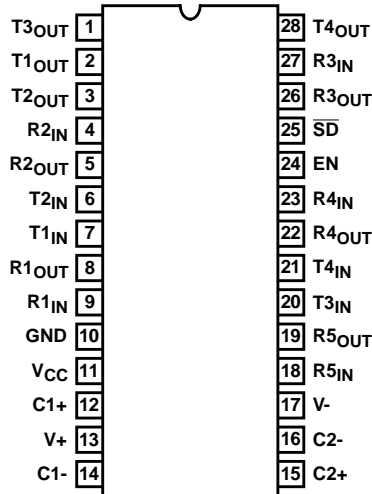 T3OUT 1 28 T4OUT
T1OUT 2 27 R3IN
T2OUT 3 26 R3OUT
R2IN 4 25 S̅D̅
R2OUT 5 24 EN
T2IN 6 23 R4IN
T1IN 7 22 R4OUT
R1OUT 8 21 T4IN
R1IN 9 20 T3IN
GND 10 19 R5OUT
VCC 11 18 R5IN
C1+ 12 17 V-
V+ 13 16 C2-
C1- 14 15 C2+